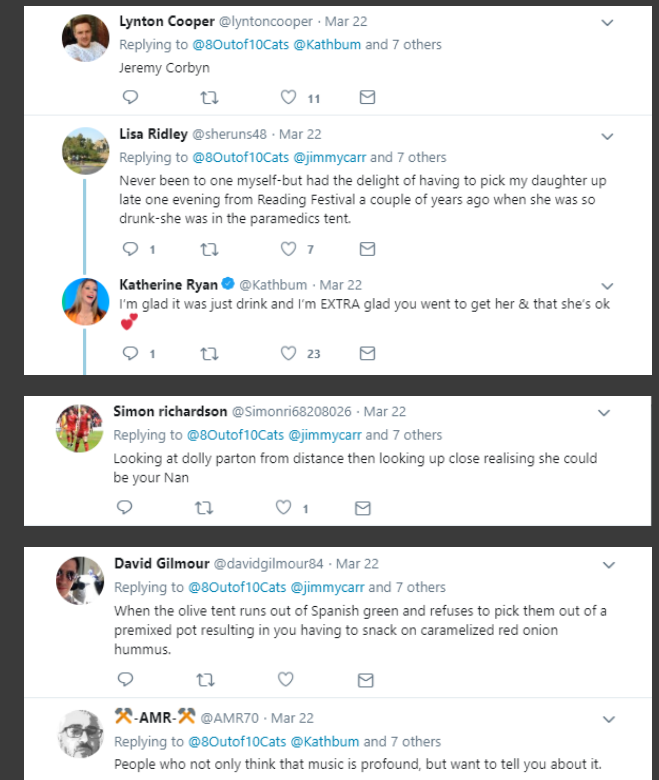 Lynton Cooper @lyntoncooper · Mar 22
Replying to @8Outof10Cats @Kathbum and 7 others
Jeremy Corbyn
11
Lisa Ridley @sheruns48 · Mar 22
Replying to @8Outof10Cats @jimmycarr and 7 others
Never been to one myself-but had the delight of having to pick my daughter up
late one evening from Reading Festival a couple of years ago when she was so
drunk-she was in the paramedics tent.
1 7
Katherine Ryan @Kathbum · Mar 22
I'm glad it was just drink and I'm EXTRA glad you went to get her & that she's ok
💕
1 23
Simon richardson @Simonri68208026 · Mar 22
Replying to @8Outof10Cats @jimmycarr and 7 others
Looking at dolly parton from distance then looking up close realising she could
be your Nan
1
David Gilmour @davidgilmour84 · Mar 22
Replying to @8Outof10Cats @jimmycarr and 7 others
When the olive tent runs out of Spanish green and refuses to pick them out of a
premixed pot resulting in you having to snack on caramelized red onion
hummus.
⚒-AMR-⚒ @AMR70 · Mar 22
Replying to @8Outof10Cats @Kathbum and 7 others
People who not only think that music is profound, but want to tell you about it.